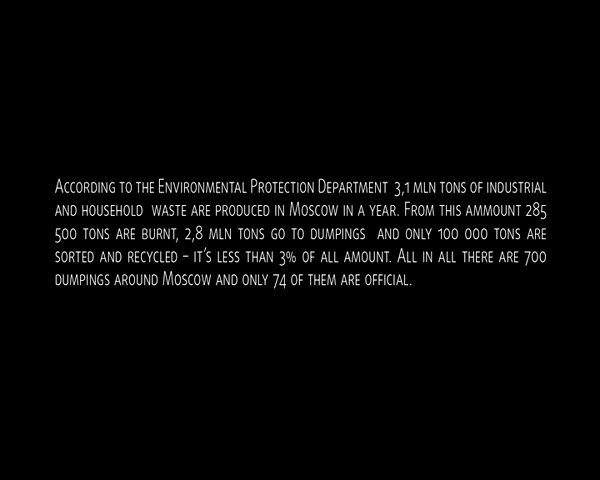 According to the Environmental Protection Department 3,1 mln tons of industrial
and household waste are produced in Moscow in a year. From this ammount 285
500 tons are burnt, 2,8 mln tons go to dumpings and only 100 000 tons are
sorted and recycled – it's less than 3% of all amount. All in all there are 700
dumpings around Moscow and only 74 of them are official.